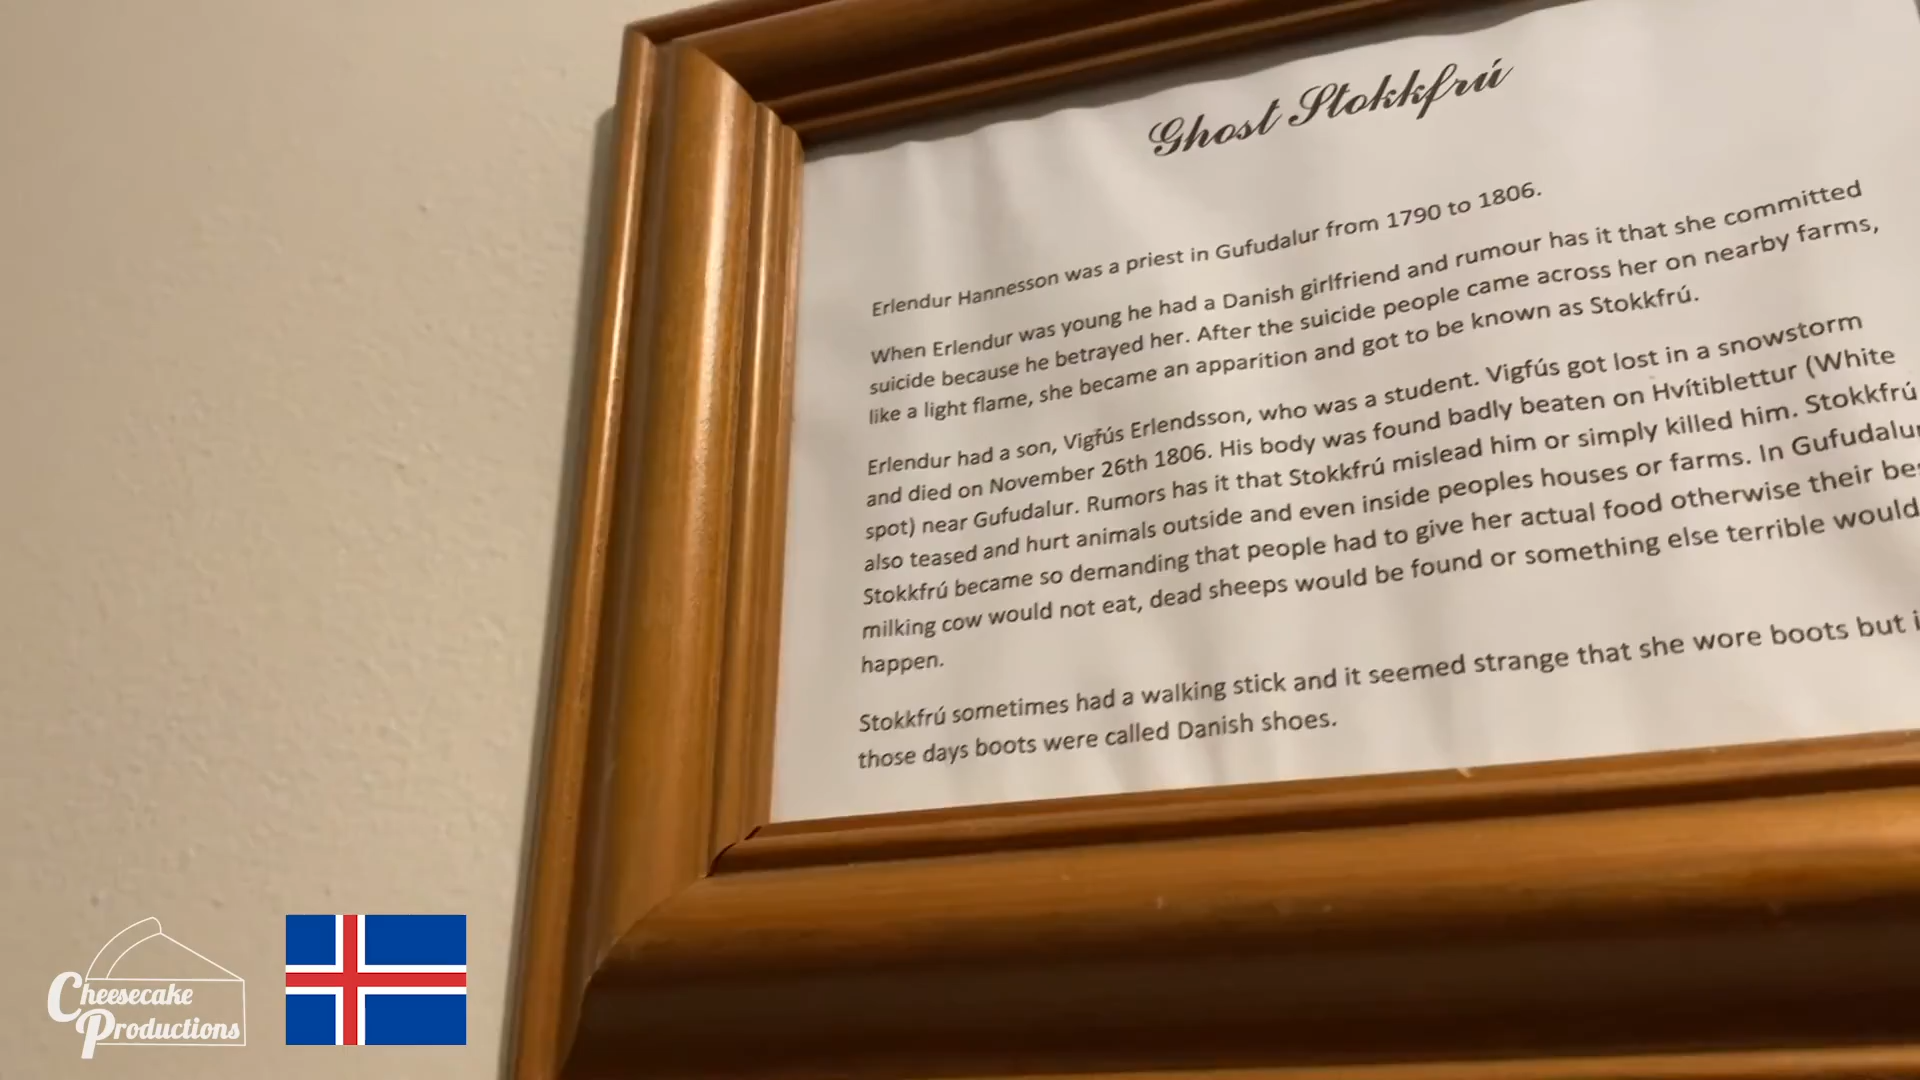 Ghost Stokkfrú
Erlendur Hannesson was a priest in Gufudalur from 1790 to 1806.
When Erlendur was young he had a Danish girlfriend and rumour has it that she committed
suicide because he betrayed her. After the suicide people came across her on nearby farms,
like a light flame, she became an apparition and got to be known as Stokkfrú.
Erlendur had a son, Vigfús Erlendsson, who was a student. Vigfús got lost in a snowstorm
and died on November 26th 1806. His body was found badly beaten on Hvítiblettur (White
spot) near Gufudalur. Rumors has it that Stokkfrú mislead him or simply killed him. Stokkfrú
also teased and hurt animals outside and even inside peoples houses or farms. In Gufudalur
Stokkfrú became so demanding that people had to give her actual food otherwise their
milking cow would not eat, dead sheeps would be found or something else terrible would
happen.
Stokkfrú sometimes had a walking stick and it seemed strange that she wore boots but
those days boots were called Danish shoes.
Cheesecake
Productions